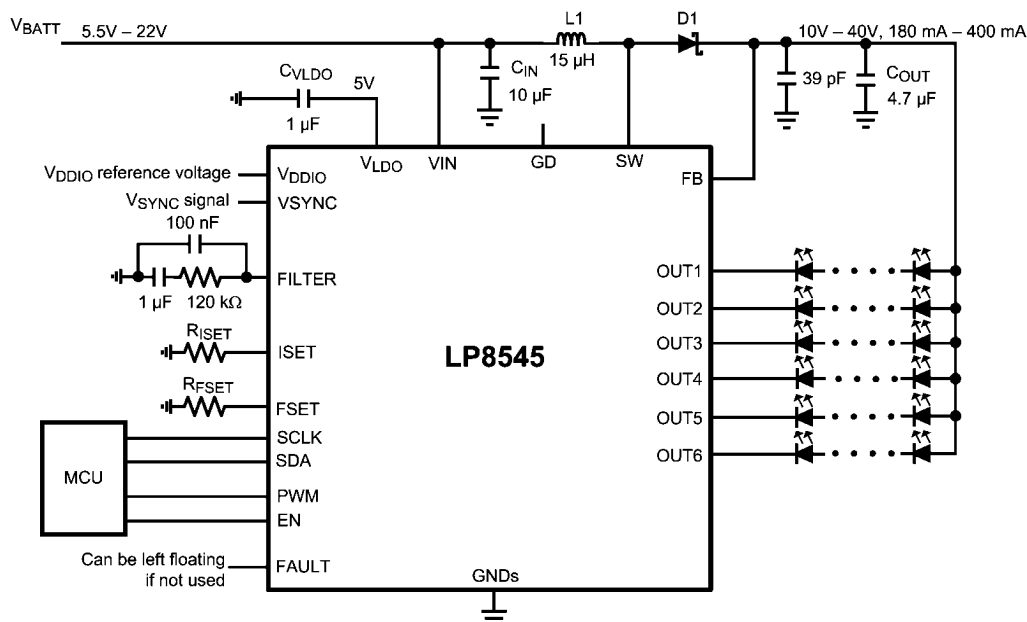 VBATT
5.5V – 22V
L1
15 µH
D1
10V – 40V, 180 mA – 400 mA
CIN
10 µF
39 pF
COUT
4.7 µF
CVLDO
5V
1 µF
VLDO
VIN
GD
SW
FB
VDDIO reference voltage
VDDIO
VSYNC signal
VSYNC
100 nF
FILTER
1 µF
120 kΩ
RISET
ISET
RFSET
FSET
LP8545
OUT1
OUT2
OUT3
OUT4
OUT5
OUT6
MCU
SCLK
SDA
PWM
EN
Can be left floating
if not used
FAULT
GNDs